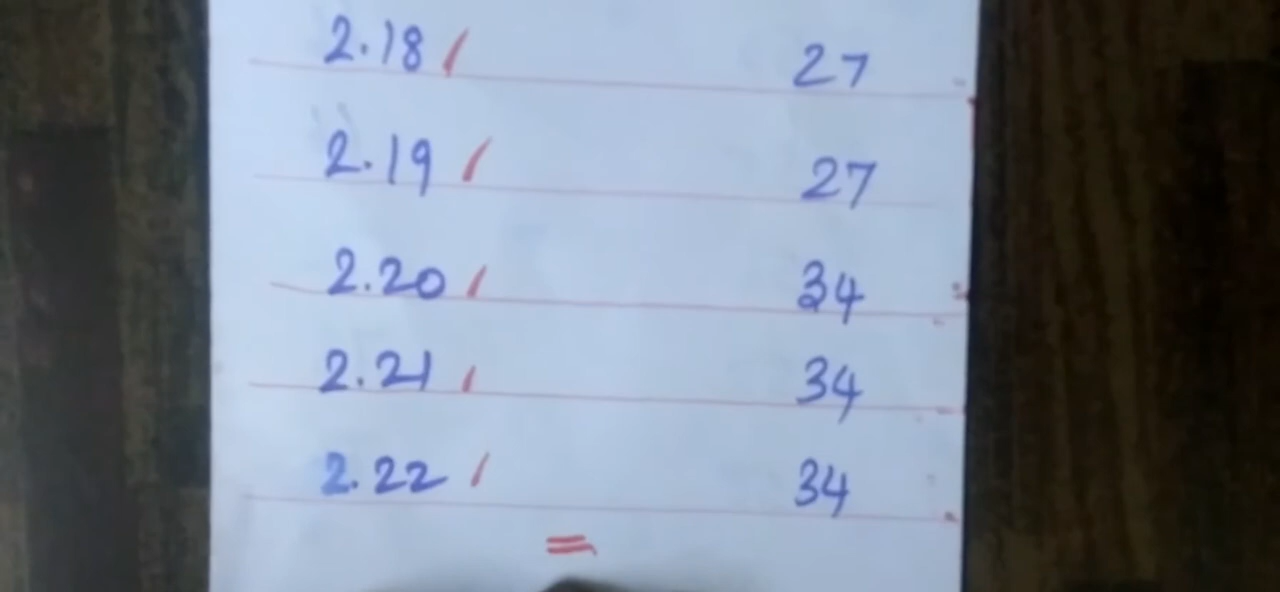 2.18 / 27
2.19 / 27
2.20 / 34
2.21 / 34
2.22 / 34
=